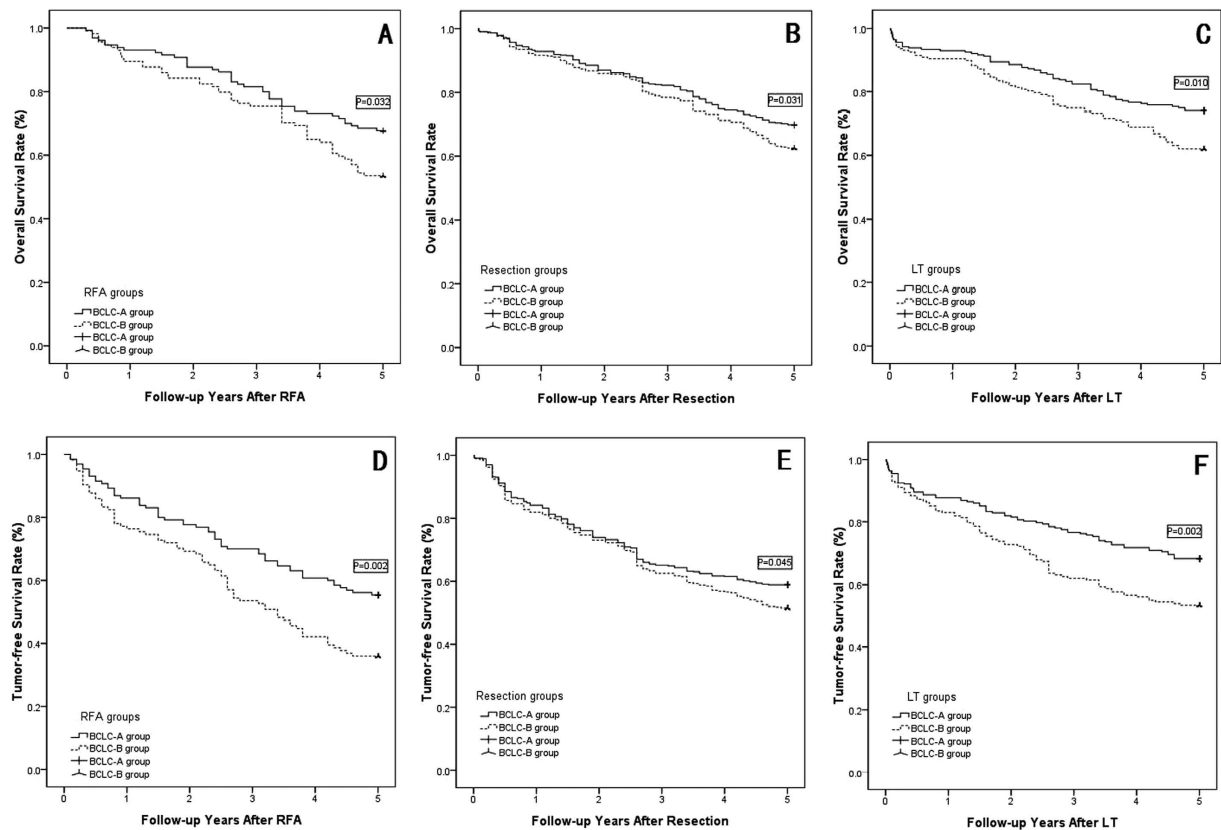 A
Overall Survival Rate (%)
1.0
0.8
0.6
0.4
0.2
0.0
P=0.032
RFA groups
BCLC-A group
BCLC-B group
BCLC-A group
BCLC-B group
0 1 2 3 4 5
Follow-up Years After RFA
B
Overall Survival Rate
1.0
0.8
0.6
0.4
0.2
0.0
P=0.031
Resection groups
BCLC-A group
BCLC-B group
BCLC-A group
BCLC-B group
0 1 2 3 4 5
Follow-up Years After Resection
C
Overall Survival Rate (%)
1.0
0.8
0.6
0.4
0.2
0.0
P=0.010
LT groups
BCLC-A group
BCLC-B group
BCLC-A group
BCLC-B group
0 1 2 3 4 5
Follow-up Years After LT
D
Tumor-free Survival Rate (%)
1.0
0.8
0.6
0.4
0.2
0.0
P=0.002
RFA groups
BCLC-A group
BCLC-B group
BCLC-A group
BCLC-B group
0 1 2 3 4 5
Follow-up Years After RFA
E
Tumor-free Survival Rate (%)
1.0
0.8
0.6
0.4
0.2
0.0
P=0.045
Resection groups
BCLC-A group
BCLC-B group
BCLC-A group
BCLC-B group
0 1 2 3 4 5
Follow-up Years After Resection
F
Tumor-free Survival Rate (%)
1.0
0.8
0.6
0.4
0.2
0.0
P=0.002
LT groups
BCLC-A group
BCLC-B group
BCLC-A group
BCLC-B group
0 1 2 3 4 5
Follow-up Years After LT